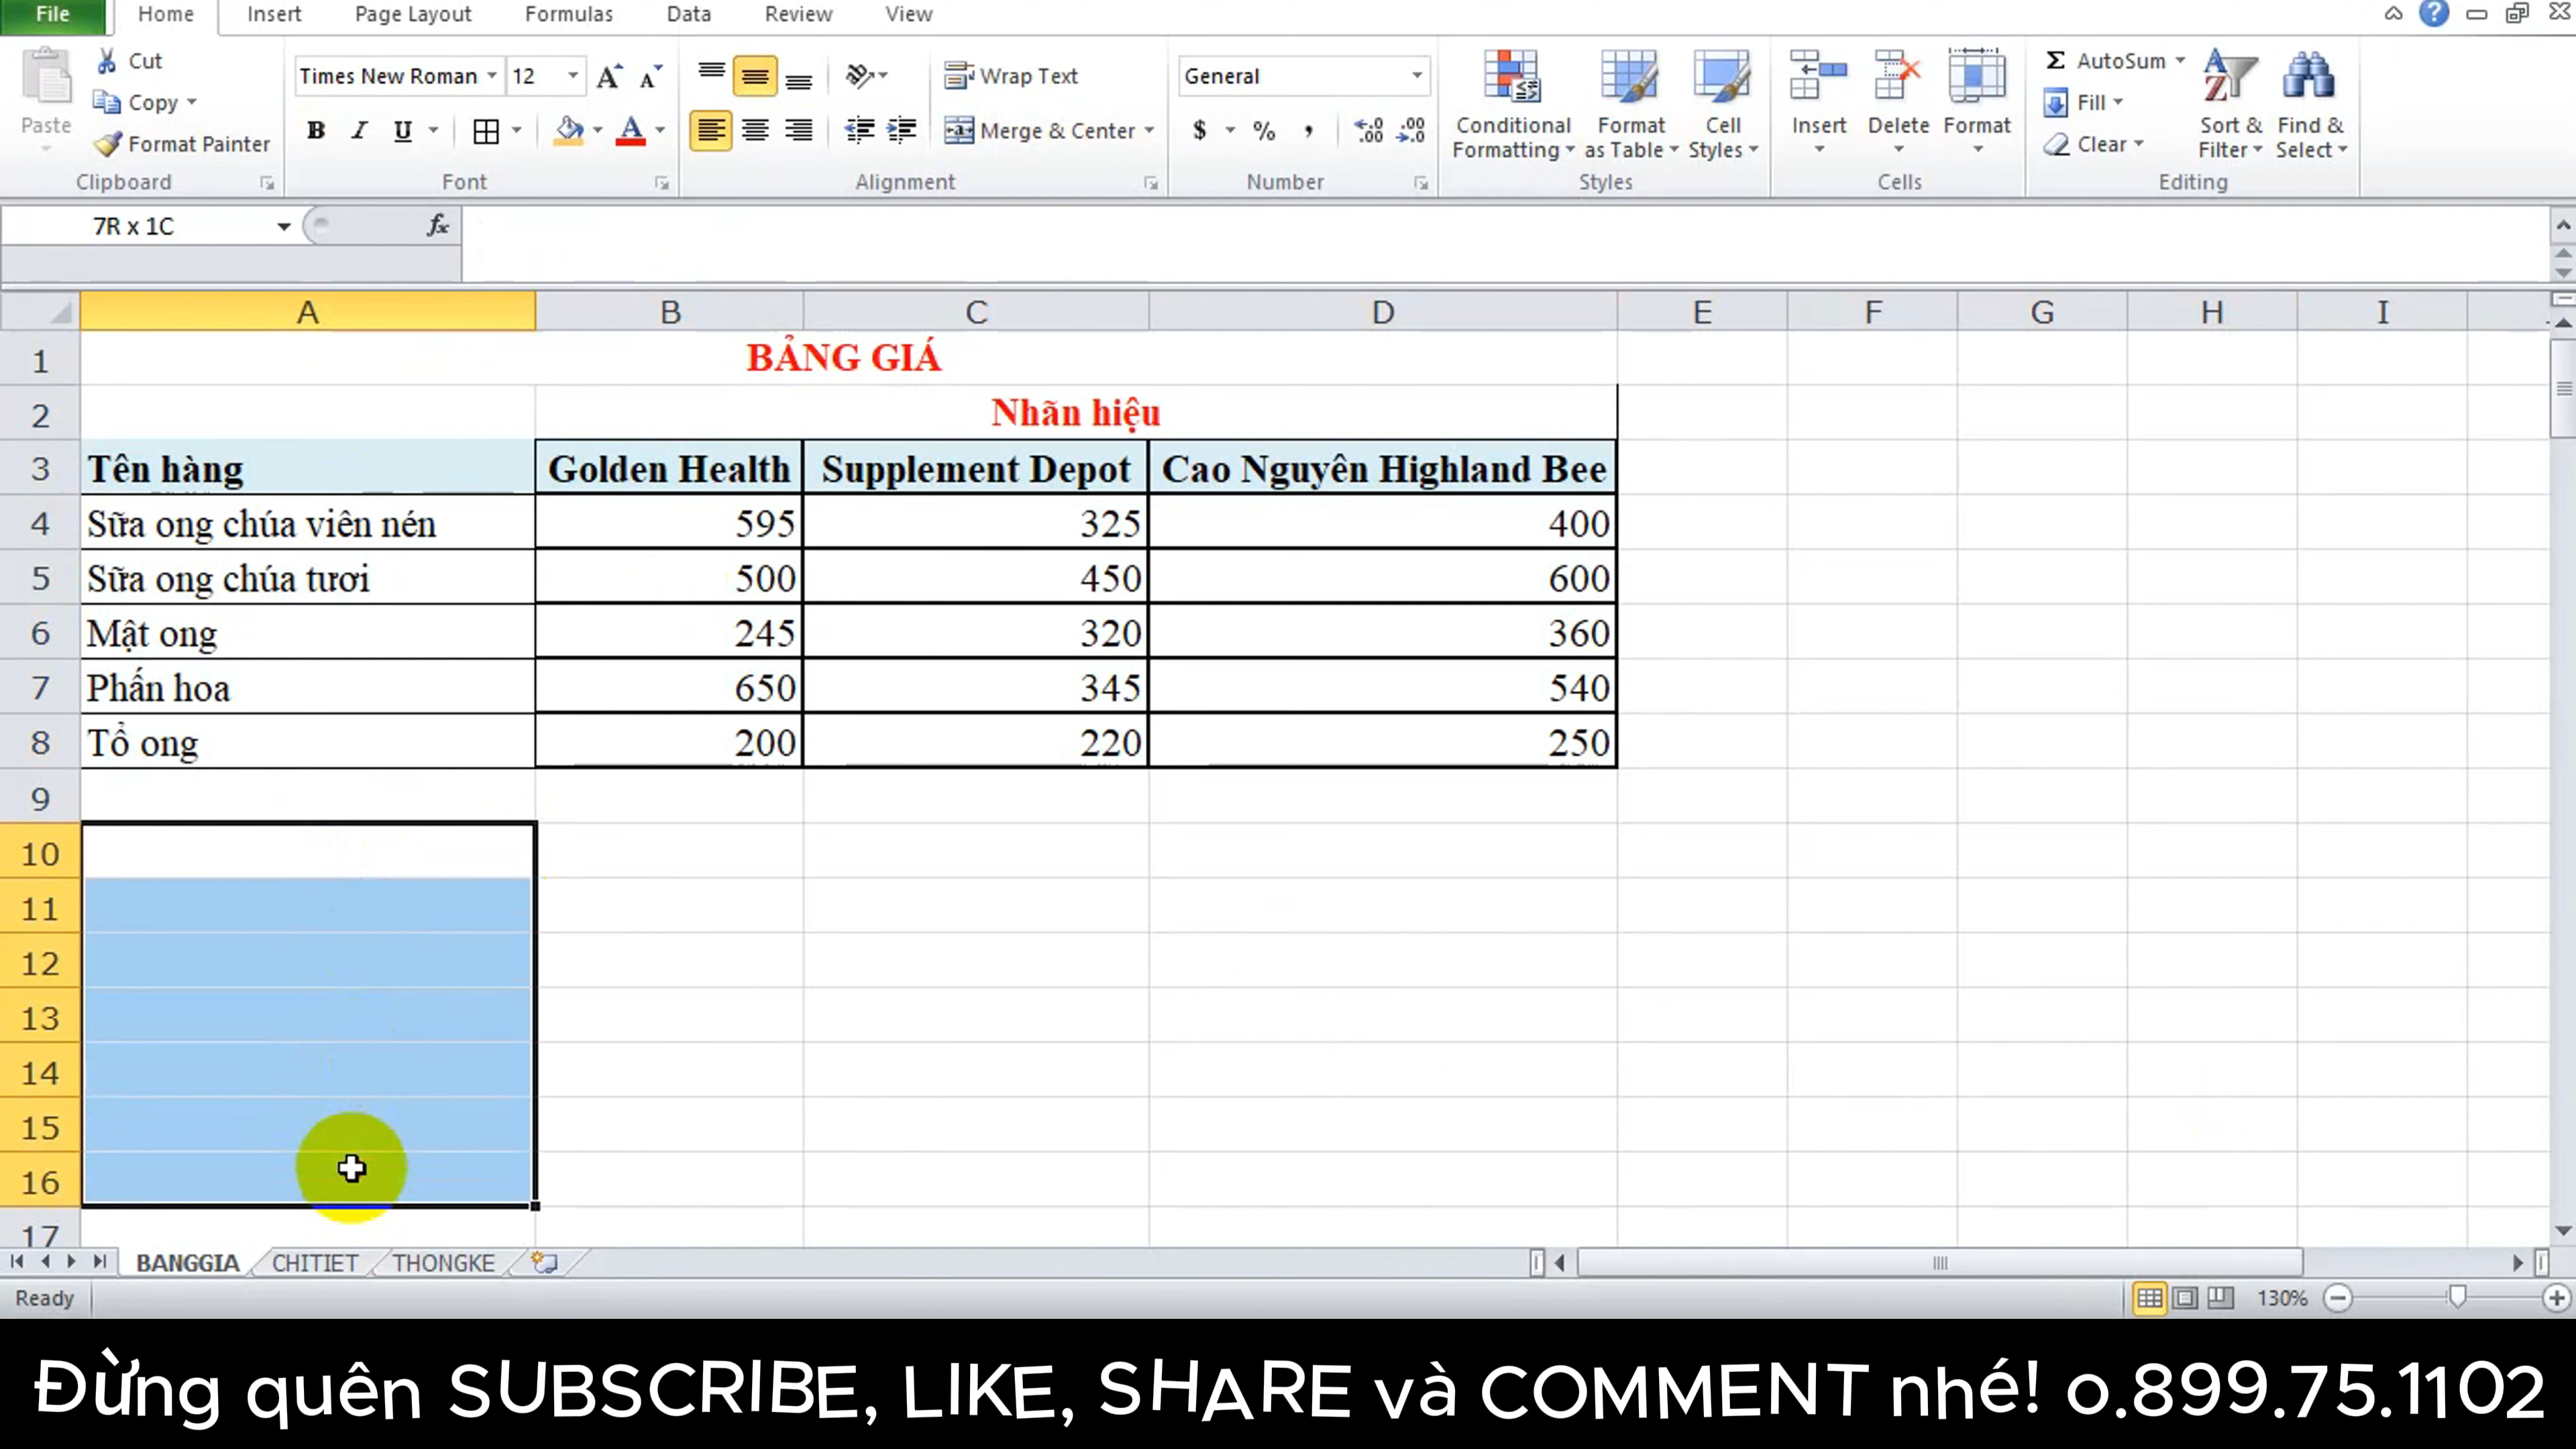 File Home Insert Page Layout Formulas Data Review View
Cut
Copy
Format Painter
Paste
Clipboard
Times New Roman 12
B I U
Font
Wrap Text
Merge & Center
Alignment
General
$ % ,
Number
Conditional Formatting
Format as Table
Cell Styles
Styles
Insert Delete Format
Cells
Σ AutoSum
Fill
Clear
Sort & Filter
Find & Select
Editing
7R x 1C fx
A B C D E F G H I
1 BẢNG GIÁ
2 Nhãn hiệu
3 Tên hàng Golden Health Supplement Depot Cao Nguyên Highland Bee
4 Sữa ong chúa viên nén 595 325 400
5 Sữa ong chúa tươi 500 450 600
6 Mật ong 245 320 360
7 Phấn hoa 650 345 540
8 Tổ ong 200 220 250
9
10
11
12
13
14
15
16
17
BANGGIA CHITIET THONGKE
Ready 130%
Đừng quên SUBSCRIBE, LIKE, SHARE và COMMENT nhé! 0.899.75.1102